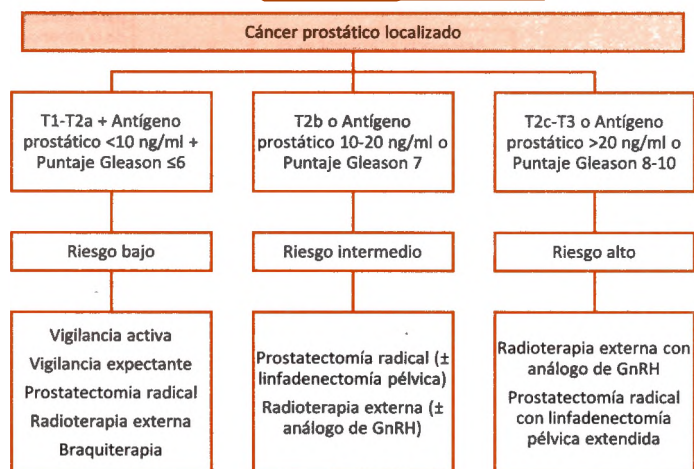 Cáncer prostático localizado
T1-T2a + Antígeno
prostático <10 ng/ml +
Puntaje Gleason ≤6
T2b o Antígeno
prostático 10-20 ng/ml o
Puntaje Gleason 7
T2c-T3 o Antígeno
prostático >20 ng/ml o
Puntaje Gleason 8-10
Riesgo bajo
Riesgo intermedio
Riesgo alto
Vigilancia activa
Vigilancia expectante
Prostatectomia radical
Radioterapia externa
Braquiterapia
Prostatectomía radical (±
linfadenectomía pélvica)
Radioterapia externa (±
análogo de GnRH)
Radioterapia externa con
análogo de GnRH
Prostatectomía radical
con linfadenectomía
pélvica extendida